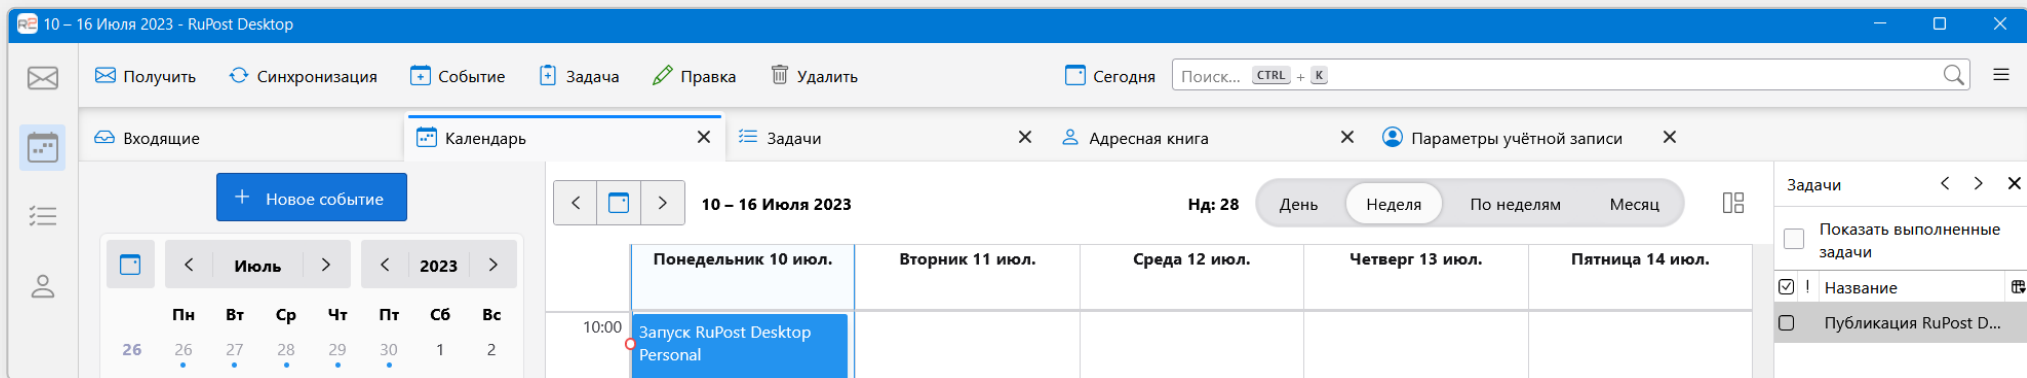 10 – 16 Июля 2023 - RuPost Desktop
Получить Синхронизация Событие Задача Правка Удалить Сегодня Поиск... CTRL + K
Входящие Календарь Задачи Адресная книга Параметры учётной записи
Новое событие
10 – 16 Июля 2023 Нд: 28 День Неделя По неделям Месяц
Задачи
Показать выполненные
задачи
Июль 2023
Понедельник 10 июл. Вторник 11 июл. Среда 12 июл. Четверг 13 июл. Пятница 14 июл.
! Название
Пн Вт Ср Чт Пт Сб Вс
26 26 27 28 29 30 1 2
10:00 Запуск RuPost Desktop
Personal
Публикация RuPost D...